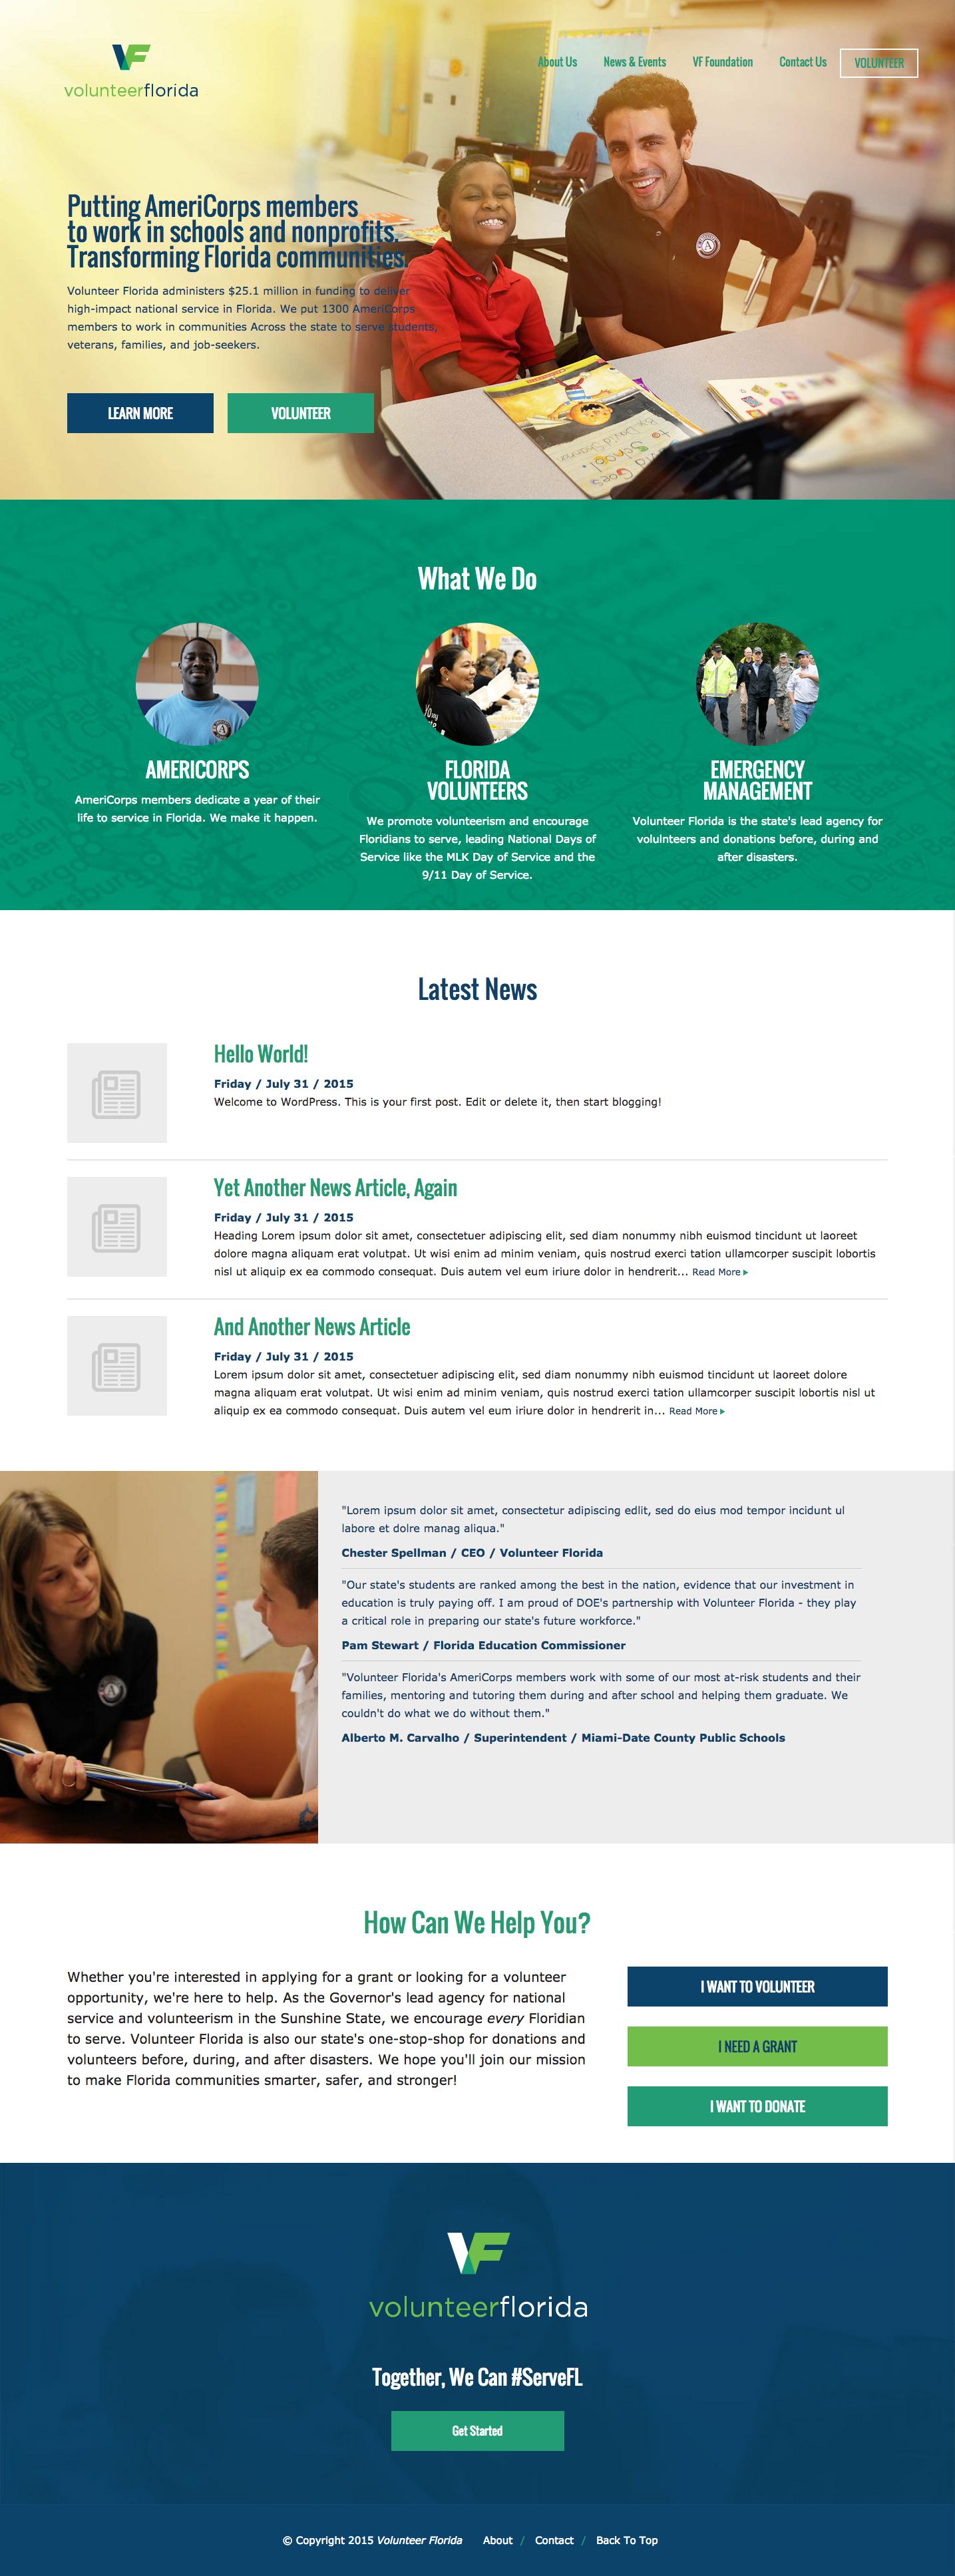 VF
volunteerflorida
About Us News & Events VF Foundation Contact Us VOLUNTEER
Putting AmeriCorps members
to work in schools and nonprofits.
Transforming Florida communities.
Volunteer Florida administers $25.1 million in funding to deliver
high-impact national service in Florida. We put 1300 AmeriCorps
members to work in communities Across the state to serve students,
veterans, families, and job-seekers.
LEARN MORE VOLUNTEER
What We Do
AMERICORPS
AmeriCorps members dedicate a year of their
life to service in Florida. We make it happen.
FLORIDA
VOLUNTEERS
We promote volunteerism and encourage
Floridians to serve, leading National Days of
Service like the MLK Day of Service and the
9/11 Day of Service.
EMERGENCY
MANAGEMENT
Volunteer Florida is the state's lead agency for
volulnteers and donations before, during and
after disasters.
Latest News
Hello World!
Friday / July 31 / 2015
Welcome to WordPress. This is your first post. Edit or delete it, then start blogging!
Yet Another News Article, Again
Friday / July 31 / 2015
Heading Lorem ipsum dolor sit amet, consectetuer adipiscing elit, sed diam nonummy nibh euismod tincidunt ut laoreet
dolore magna aliquam erat volutpat. Ut wisi enim ad minim veniam, quis nostrud exerci tation ullamcorper suscipit lobortis
nisl ut aliquip ex ea commodo consequat. Duis autem vel eum iriure dolor in hendrerit... Read More
And Another News Article
Friday / July 31 / 2015
Lorem ipsum dolor sit amet, consectetuer adipiscing elit, sed diam nonummy nibh euismod tincidunt ut laoreet dolore
magna aliquam erat volutpat. Ut wisi enim ad minim veniam, quis nostrud exerci tation ullamcorper suscipit lobortis nisl ut
aliquip ex ea commodo consequat. Duis autem vel eum iriure dolor in hendrerit in... Read More
"Lorem ipsum dolor sit amet, consectetur adipiscing edlit, sed do eius mod tempor incidunt ul
labore et dolre manag aliqua."
Chester Spellman / CEO / Volunteer Florida
"Our state's students are ranked among the best in the nation, evidence that our investment in
education is truly paying off. I am proud of DOE's partnership with Volunteer Florida - they play
a critical role in preparing our state's future workforce."
Pam Stewart / Florida Education Commissioner
"Volunteer Florida's AmeriCorps members work with some of our most at-risk students and their
families, mentoring and tutoring them during and after school and helping them graduate. We
couldn't do what we do without them."
Alberto M. Carvalho / Superintendent / Miami-Date County Public Schools
How Can We Help You?
Whether you're interested in applying for a grant or looking for a volunteer
opportunity, we're here to help. As the Governor's lead agency for national
service and volunteerism in the Sunshine State, we encourage every Floridian
to serve. Volunteer Florida is also our state's one-stop-shop for donations and
volunteers before, during, and after disasters. We hope you'll join our mission
to make Florida communities smarter, safer, and stronger!
I WANT TO VOLUNTEER
I NEED A GRANT
I WANT TO DONATE
VF
volunteerflorida
Together, We Can #ServeFL
Get Started
© Copyright 2015 Volunteer Florida About / Contact / Back To Top